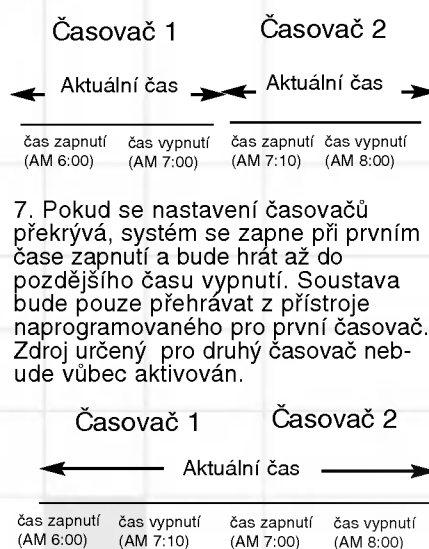 Časovač 1 Časovač 2
Aktuální čas Aktuální čas
čas zapnutí čas vypnutí čas zapnutí čas vypnutí
(AM 6:00) (AM 7:00) (AM 7:10) (AM 8:00)
7. Pokud se nastavení časovačů
překrývá, systém se zapne při prvním
čase zapnutí a bude hrát až do
pozdějšího času vypnutí. Soustava
bude pouze přehrávat z přístroje
naprogramovaného pro první časovač.
Zdroj určený pro druhý časovač neb-
ude vůbec aktivován.
Časovač 1 Časovač 2
Aktuální čas
čas zapnutí čas vypnutí čas zapnutí čas vypnutí
(AM 6:00) (AM 7:10) (AM 7:00) (AM 8:00)